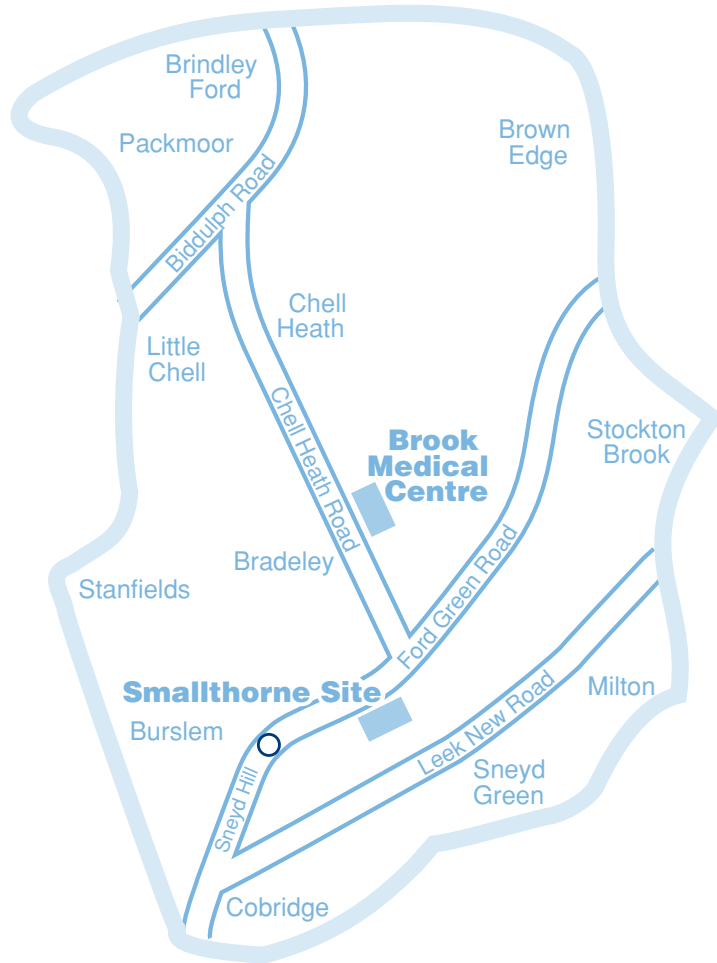 Brindley
Ford
Packmoor
Brown
Edge
Biddulph Road
Chell
Heath
Little
Chell
Chell Heath Road
Brook
Medical
Centre
Stockton
Brook
Ford Green Road
Bradeley
Stanfields
Smallthorne Site
Milton
Burslem
Leek New Road
Sneyd
Green
Sneyd Hill
Cobridge